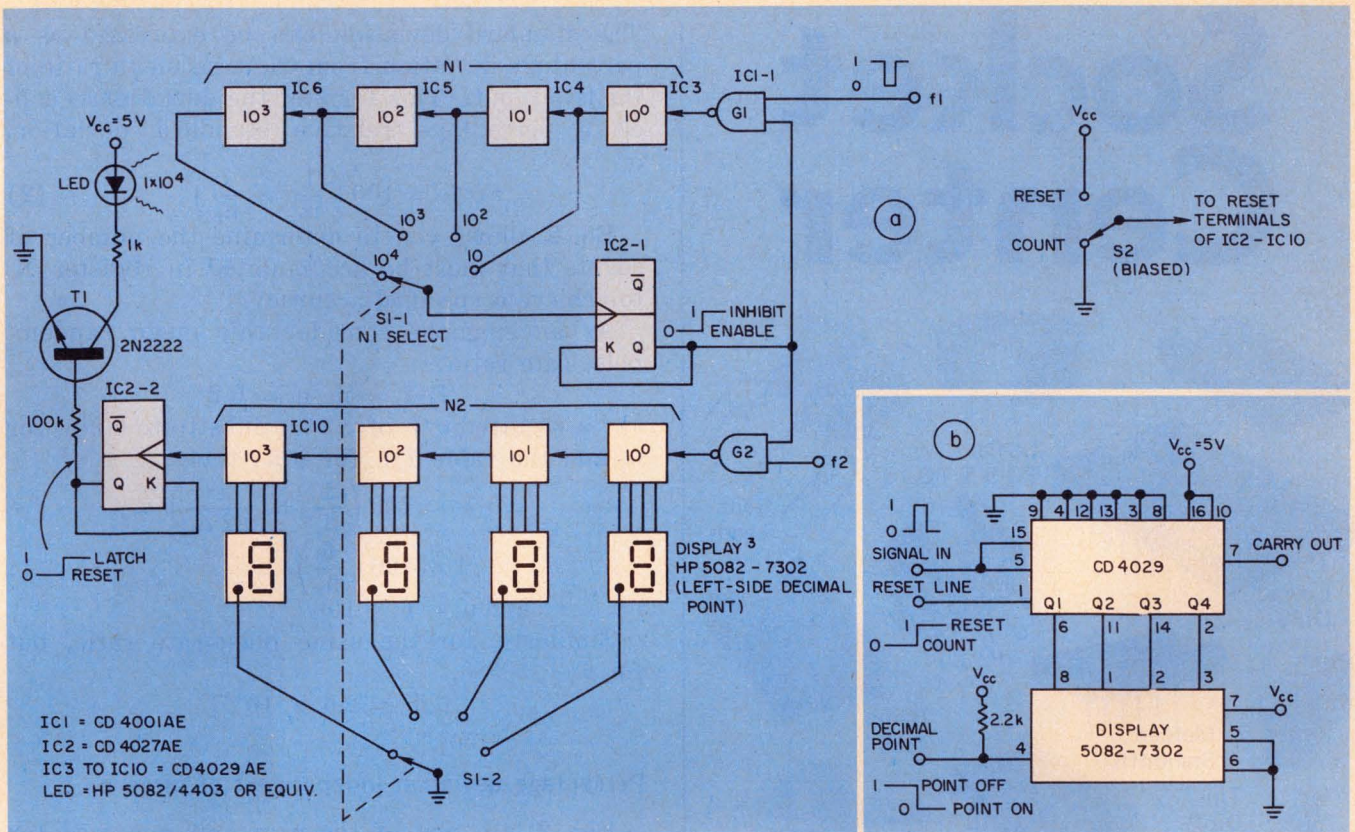 N1
IC6
IC5
IC4
IC3
IC1-1
1
0
f1
10³
10²
10¹
10⁰
G1
Vcc=5V
LED
1x10⁴
1k
10³
10²
10⁴
10
S1-1
N1 SELECT
IC2-1
Q̅
K Q
1 INHIBIT
0 ENABLE
T1
2N2222
IC2-2
100k
Q̅
Q K
N2
IC10
10³
10²
10¹
10⁰
G2
f2
1 LATCH
0 RESET
DISPLAY³
HP 5082-7302
(LEFT-SIDE DECIMAL
POINT)
S1-2
IC1 = CD 4001AE
IC2 = CD 4027AE
IC3 TO IC10 = CD4029 AE
LED = HP 5082/4403 OR EQUIV.
a
Vcc
RESET
COUNT
TO RESET
TERMINALS
OF IC2-IC10
S2
(BIASED)
b
Vcc=5V
9 4 12 13 3 8 16 10
1
0
15
SIGNAL IN
5
RESET LINE
1
CD 4029
7
CARRY OUT
Q1 Q2 Q3 Q4
1 RESET
0 COUNT
6 11 14 2
8 1 2 3
Vcc
2.2k
DECIMAL
POINT
4
DISPLAY
5082-7302
7
Vcc
5
6
1 POINT OFF
0 POINT ON